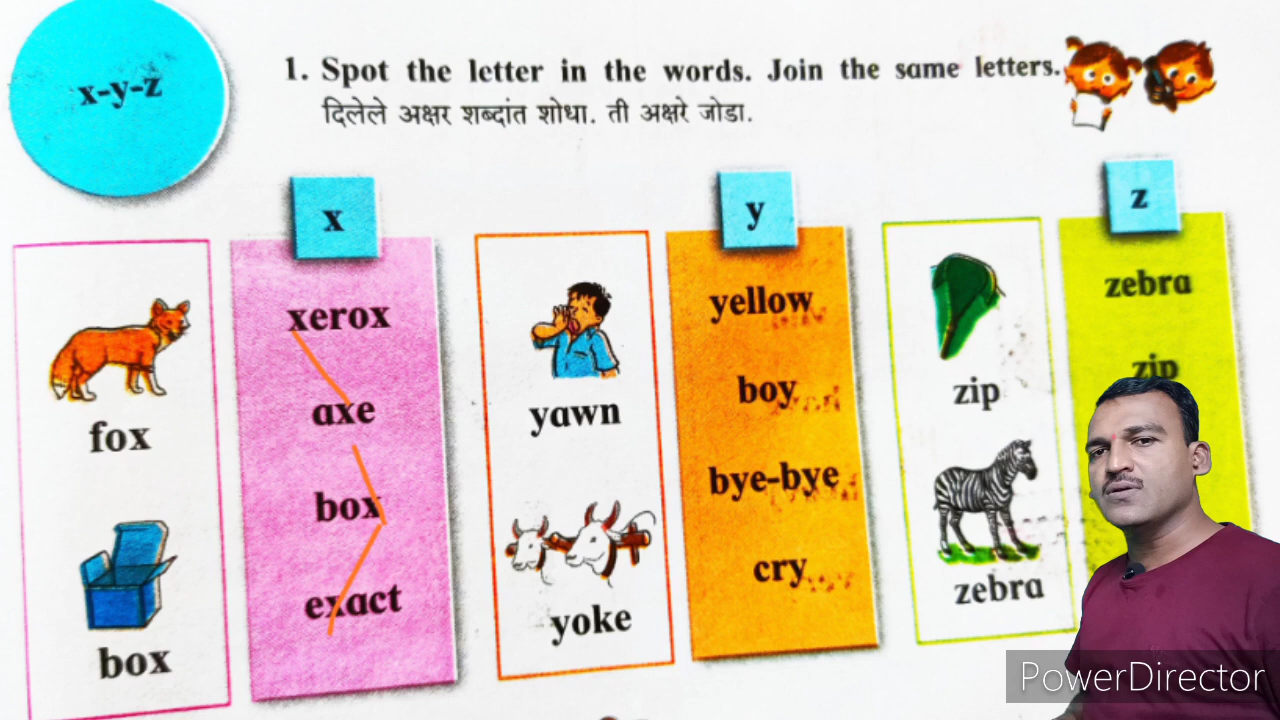 x-y-z
1. Spot the letter in the words. Join the same letters.
दिलेले अक्षर शब्दांत शोधा. ती अक्षरे जोडा.
fox
box
x
xerox
axe
box
exact
yawn
yoke
y
yellow
boy
bye-bye
cry
zip
zebra
z
zebra
zip
PowerDirector